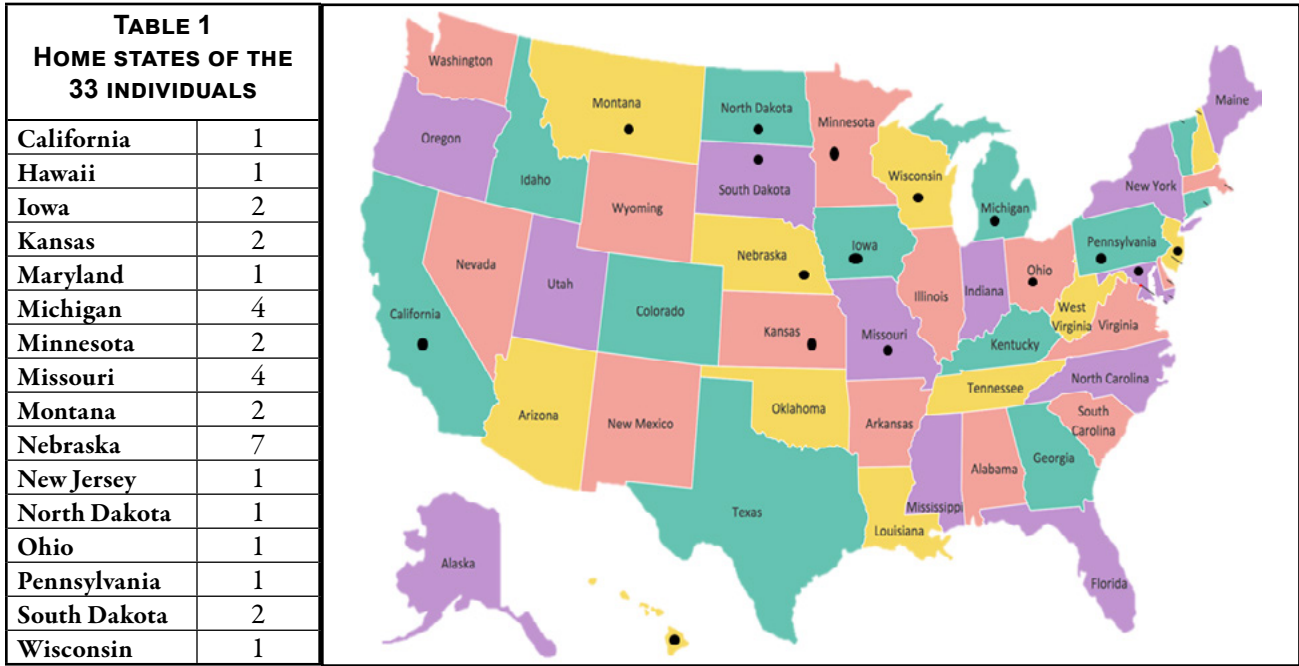 TABLE 1
HOME STATES OF THE
33 INDIVIDUALS
California 1
Hawaii 1
Iowa 2
Kansas 2
Maryland 1
Michigan 4
Minnesota 2
Missouri 4
Montana 2
Nebraska 7
New Jersey 1
North Dakota 1
Ohio 1
Pennsylvania 1
South Dakota 2
Wisconsin 1
Washington
Montana
North Dakota
Minnesota
Maine
Oregon
Idaho
Wisconsin
South Dakota
New York
Wyoming
Michigan
Iowa
Pennsylvania
Nebraska
Nevada
Utah
Ohio
Illinois
Indiana
Colorado
California
West
Virginia
Virginia
Kansas
Missouri
Kentucky
North Carolina
Tennessee
Arizona
New Mexico
Oklahoma
Arkansas
South
Carolina
Georgia
Alabama
Mississippi
Texas
Louisiana
Alaska
Florida